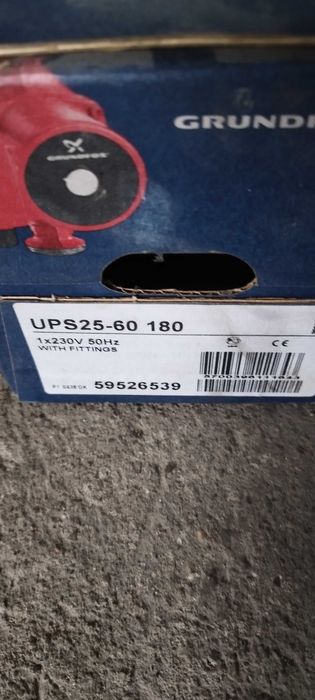 GRUNDFOS
GRUNDF
UPS25-60 180
1x230V 50Hz
WITH FITTINGS
CE
59526539